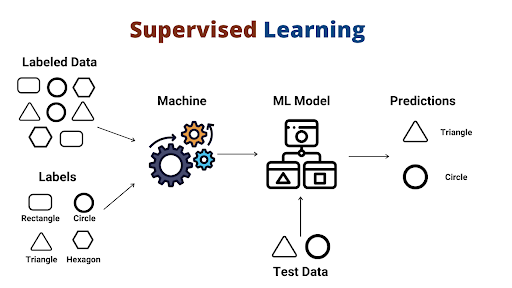 Supervised Learning
Labeled Data
Machine
ML Model
Predictions
Triangle
Circle
Labels
Rectangle Circle
Triangle Hexagon
Test Data